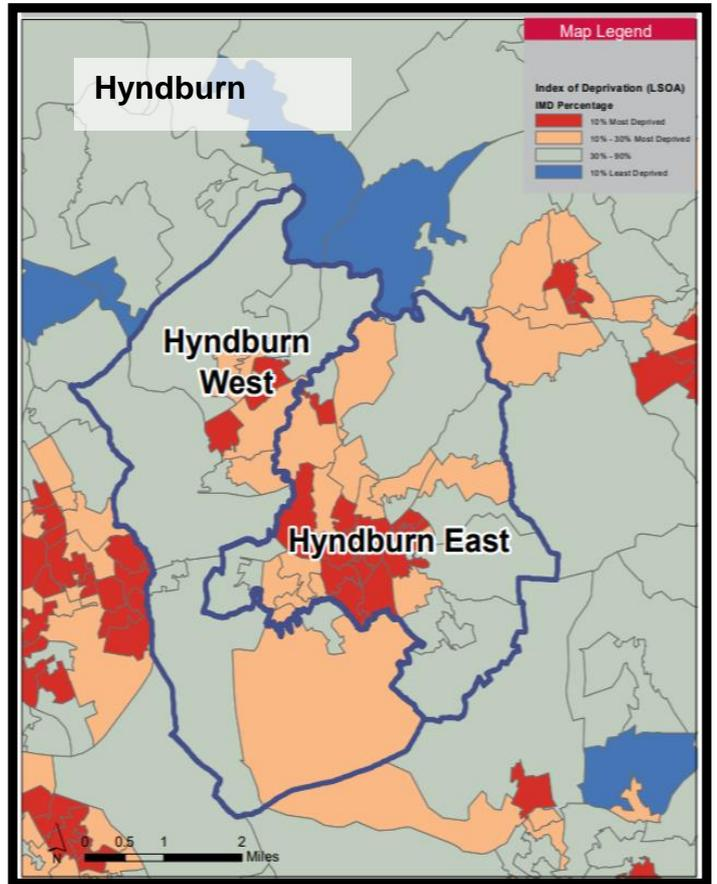 Map Legend
Hyndburn
Index of Deprivation (LSOA)
IMD Percentage
10% Most Deprived
10% - 30% Most Deprived
30% - 90%
10% Least Deprived
Hyndburn
West
Hyndburn East
0 0.5 1 2
Miles
N